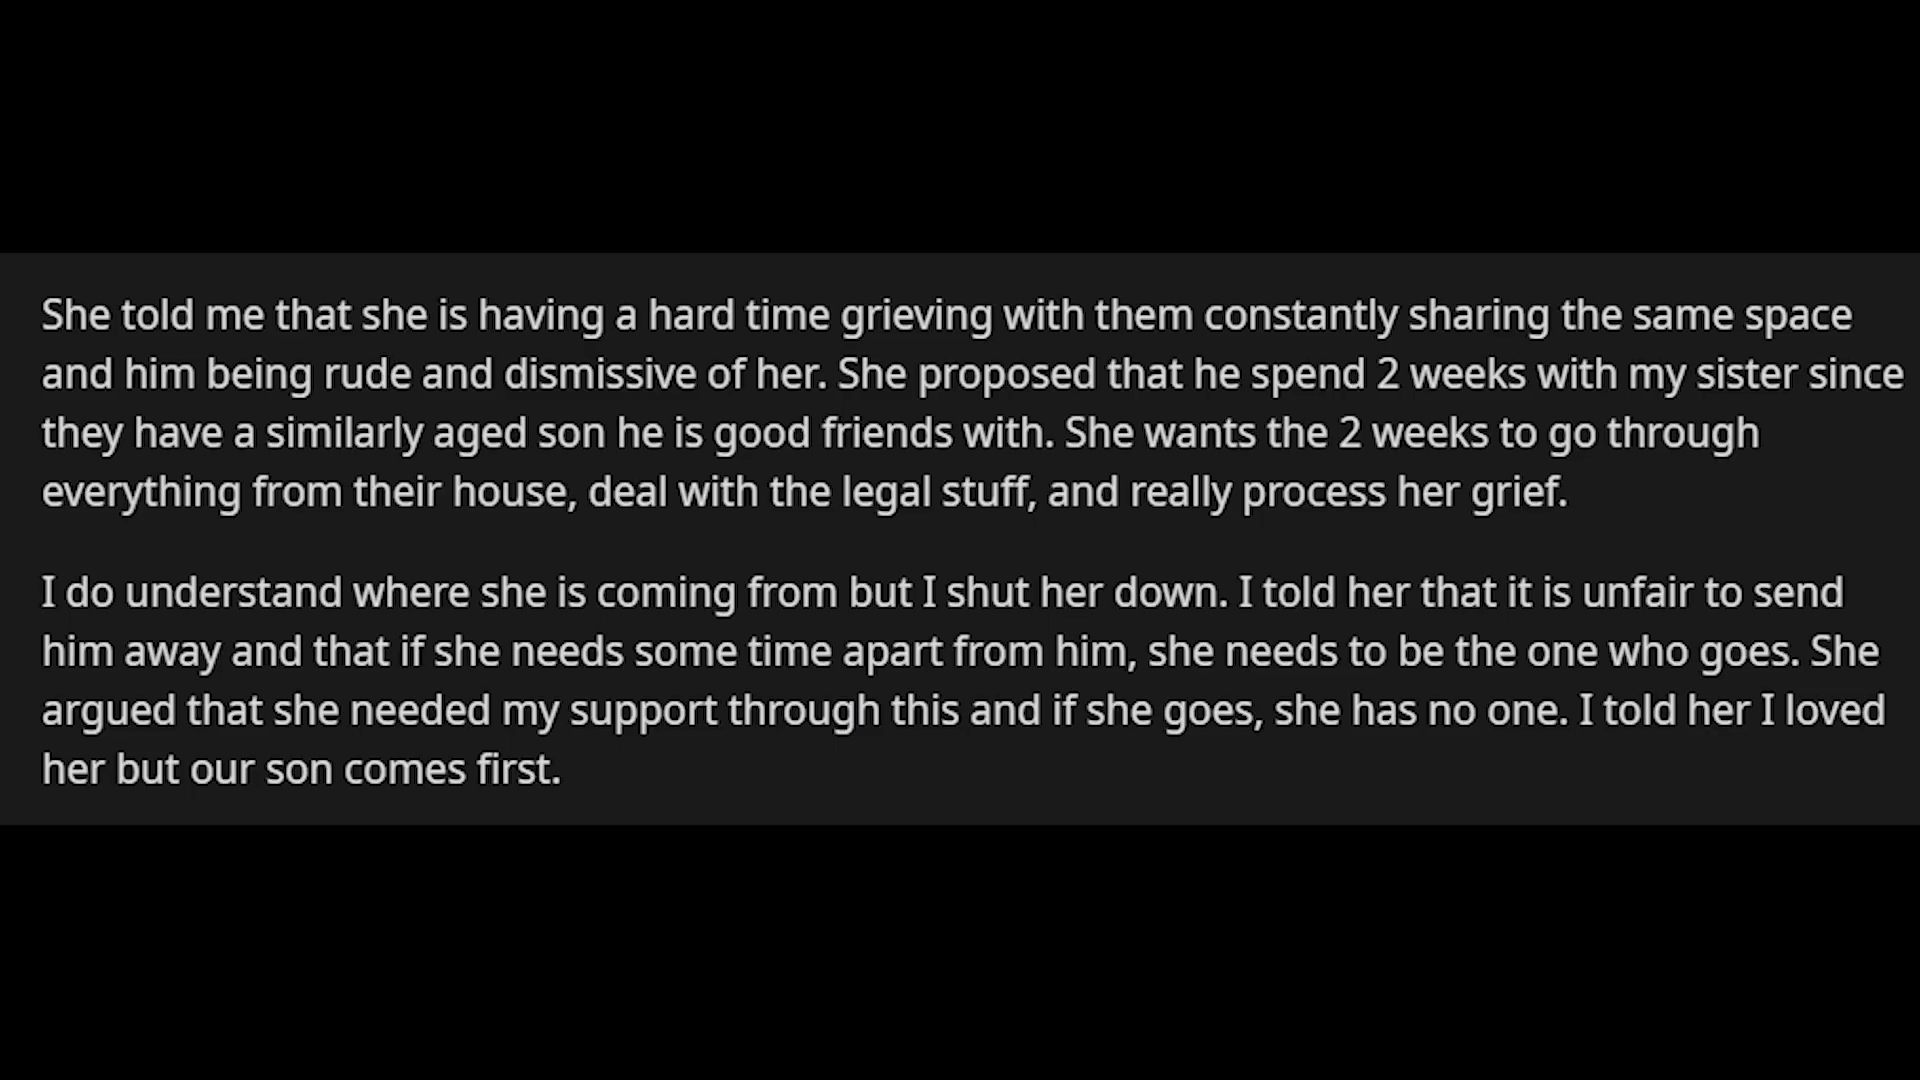 She told me that she is having a hard time grieving with them constantly sharing the same space
and him being rude and dismissive of her. She proposed that he spend 2 weeks with my sister since
they have a similarly aged son he is good friends with. She wants the 2 weeks to go through
everything from their house, deal with the legal stuff, and really process her grief.
I do understand where she is coming from but I shut her down. I told her that it is unfair to send
him away and that if she needs some time apart from him, she needs to be the one who goes. She
argued that she needed my support through this and if she goes, she has no one. I told her I loved
her but our son comes first.